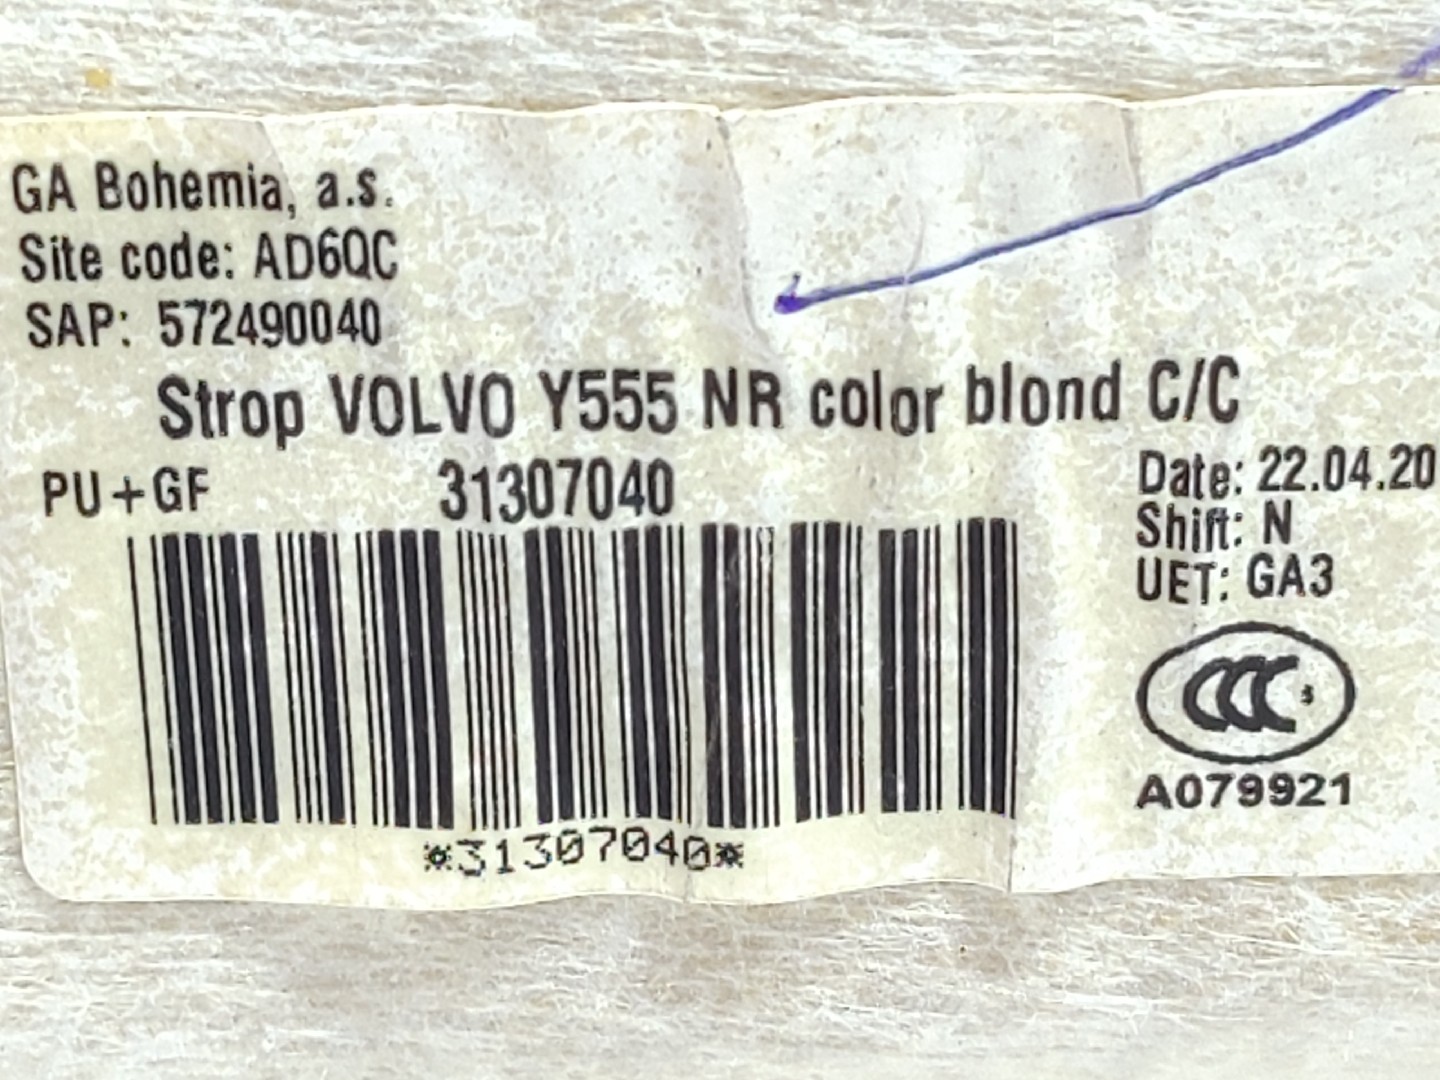 GA Bohemia, a.s.
Site code: AD6QC
SAP: 572490040
Strop VOLVO Y555 NR color blond C/C
PU+GF 31307040
Date: 22.04.20
Shift: N
UET: GA3
CCC S
A079921
*31307040*